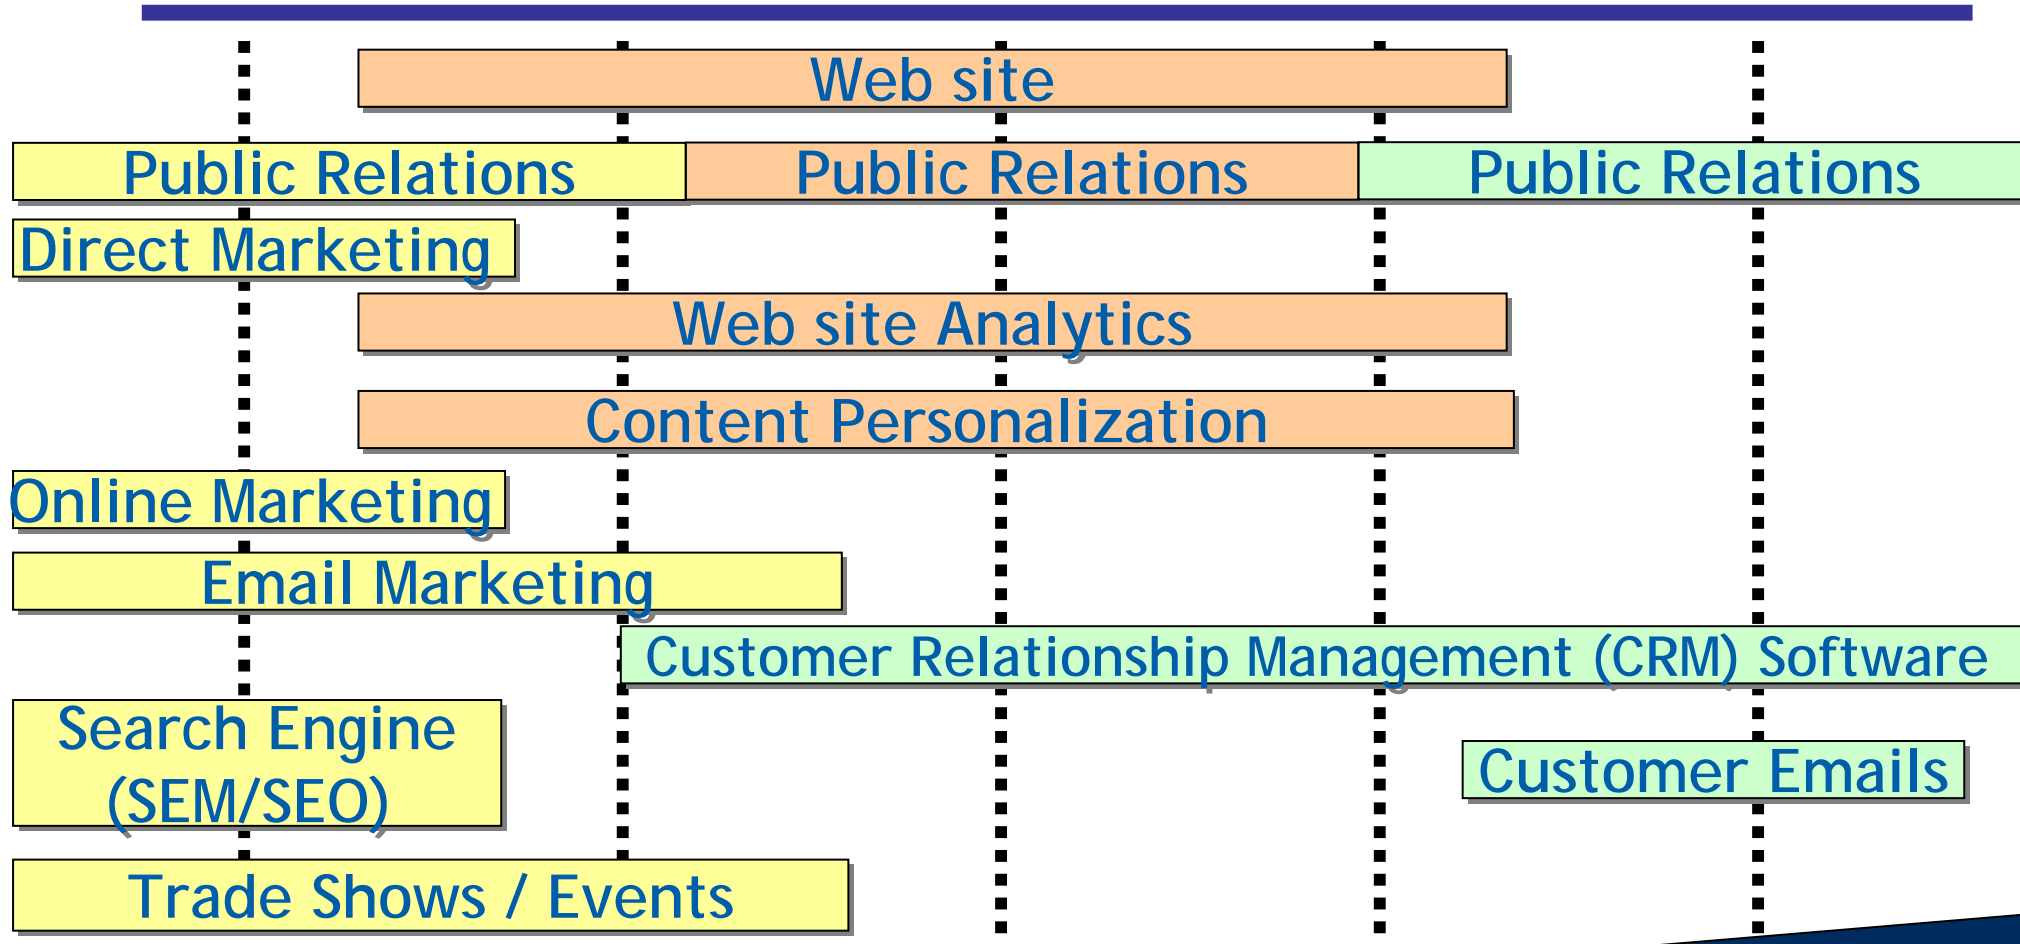 Web site
Public Relations
Public Relations
Public Relations
Direct Marketing
Web site Analytics
Content Personalization
Online Marketing
Email Marketing
Customer Relationship Management (CRM) Software
Search Engine
(SEM/SEO)
Customer Emails
Trade Shows / Events